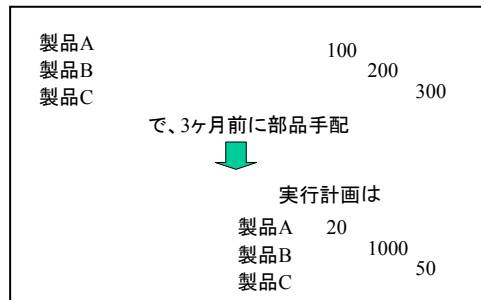 製品A 100
製品B 200
製品C 300
で、3ヶ月前に部品手配
実行計画は
製品A 20
製品B 1000
製品C 50